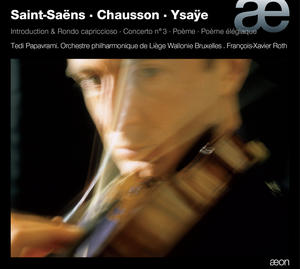 Saint-Saëns · Chausson · Ysaÿe
æ
Introduction & Rondo capriccioso · Concerto n°3 · Poème · Poème élégiaque
Tedi Papavrami. Orchestre philharmonique de Liège Wallonie Bruxelles . François-Xavier Roth
æon